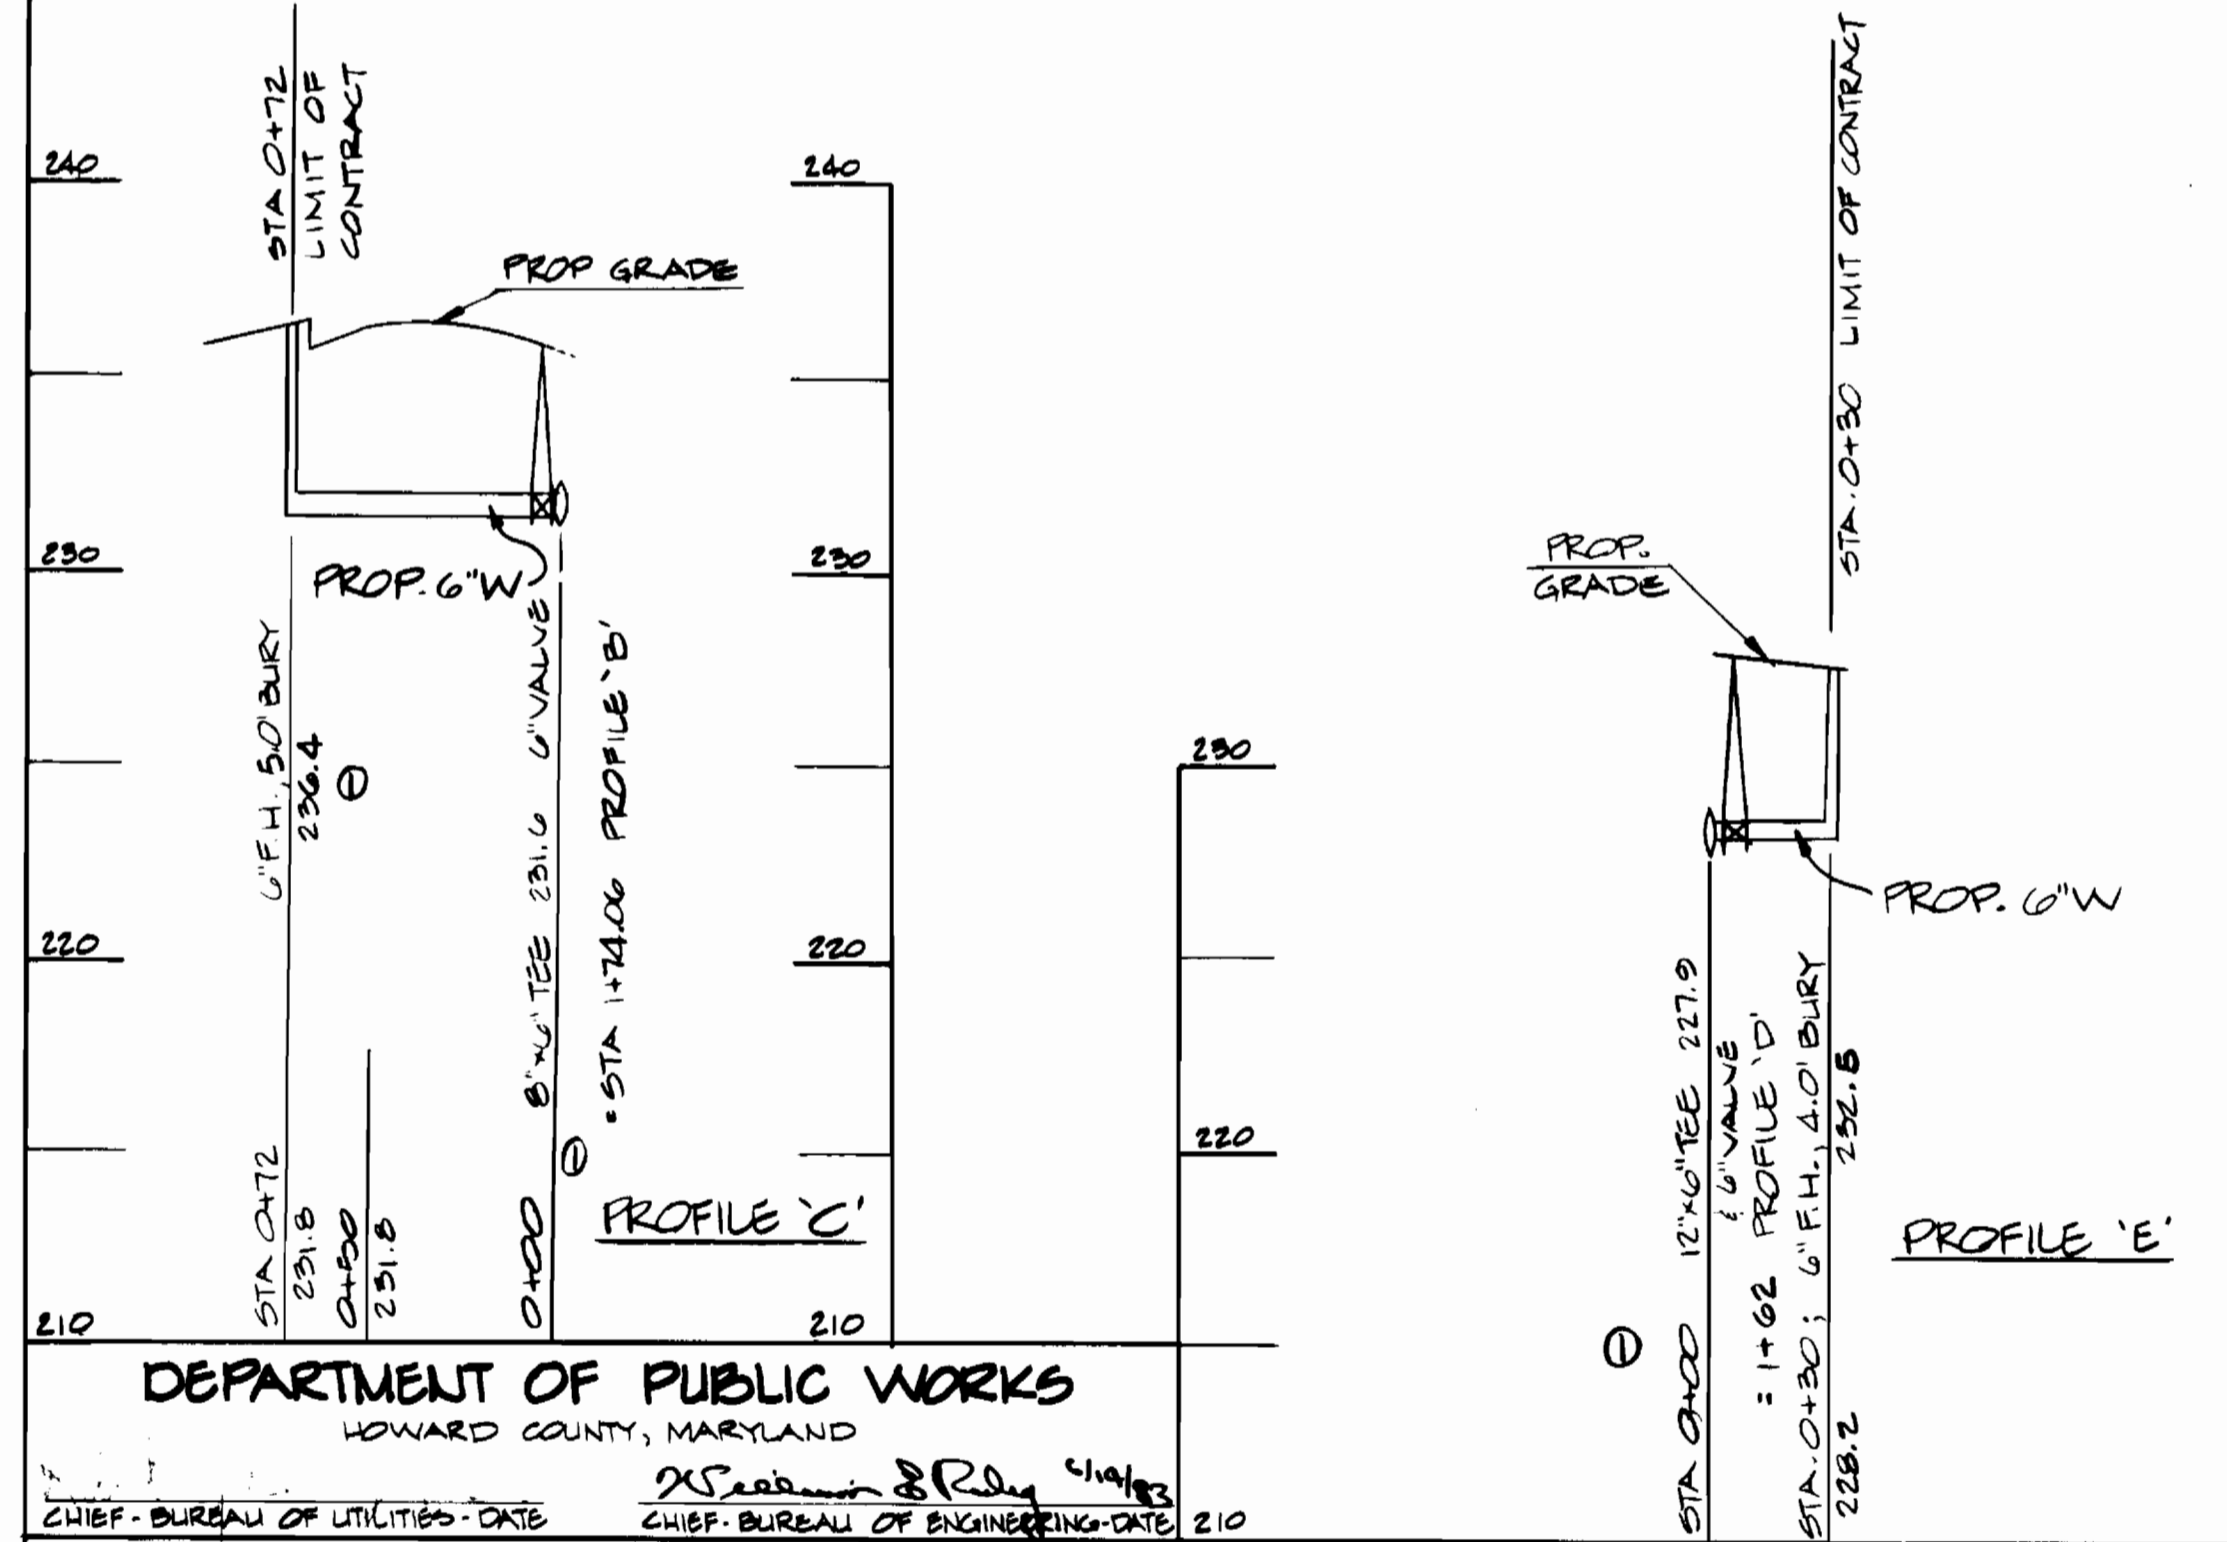 STA 0+72
LIMIT OF
CONTRACT
240
230
220
210
PROP GRADE
PROP. 6"W
6"F.H., 5.0' BURY
236.4
①
STA 0+72
231.8
0+50
231.8
6"VALVE
8"x6" TEE 231.6
0+00
①
=STA 1+74.06 PROFILE 'B'
PROFILE 'C'
240
230
220
210
DEPARTMENT OF PUBLIC WORKS
HOWARD COUNTY, MARYLAND
6/14/83
CHIEF - BUREAU OF UTILITIES - DATE
CHIEF - BUREAU OF ENGINEERING - DATE
230
220
210
STA. 0+30 LIMIT OF CONTRACT
PROP.
GRADE
PROP. 6"W
①
STA 0+00 12"x6" TEE 227.9
& 6" VALVE
= 1+62 PROFILE 'D'
STA. 0+30; 6" F.H., 4.0' BURY
228.2
232.5
PROFILE 'E'